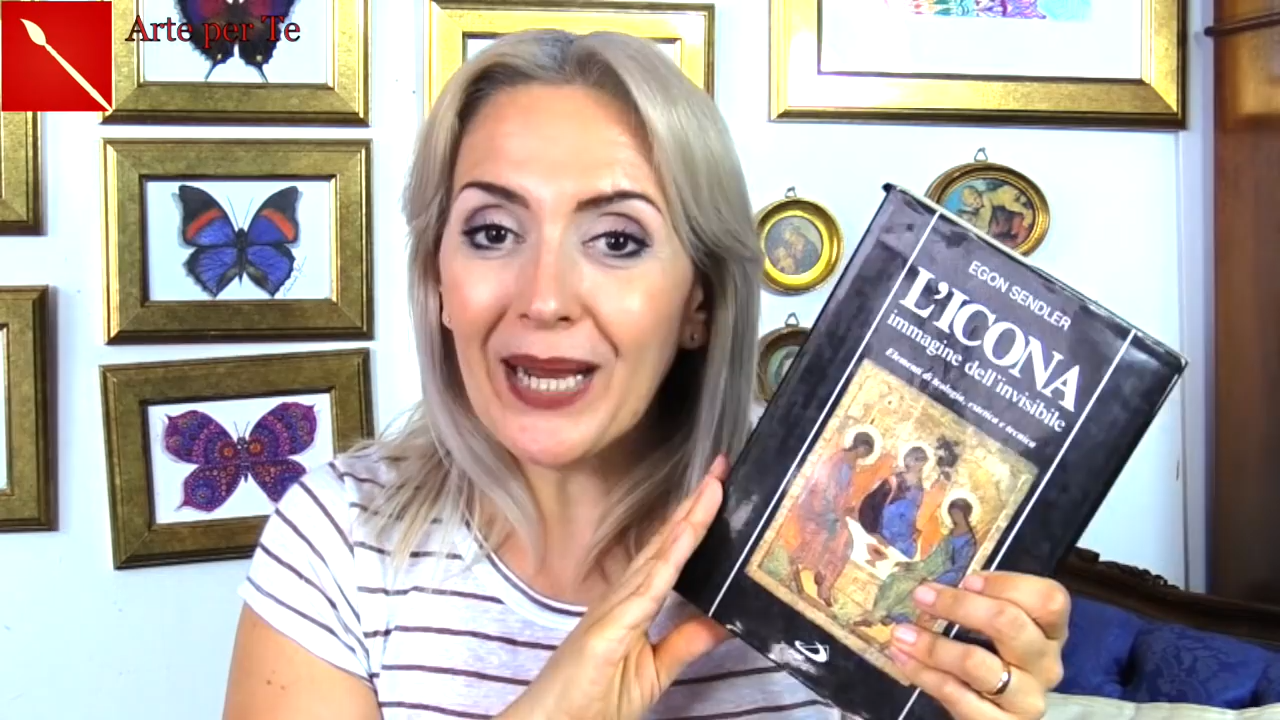 Arte per Te
EGON SENDLER
L'ICONA
immagine dell'invisibile
Elementi di teologia, estetica e tecnica